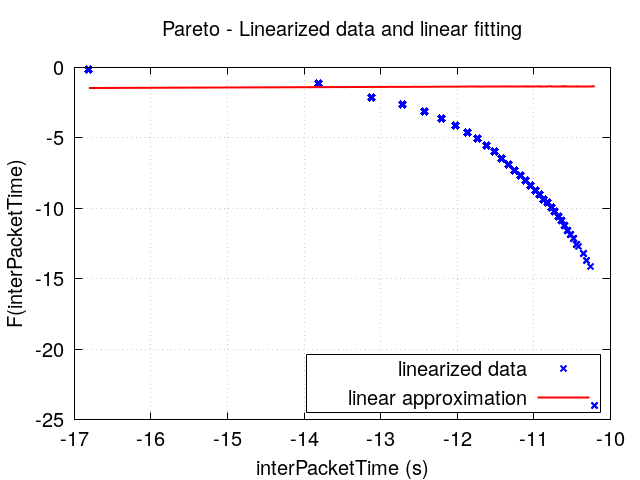 Pareto - Linearized data and linear fitting
0
-5
-10
-15
-20
-25
F(interPacketTime)
linearized data
linear approximation
-17 -16 -15 -14 -13 -12 -11 -10
interPacketTime (s)